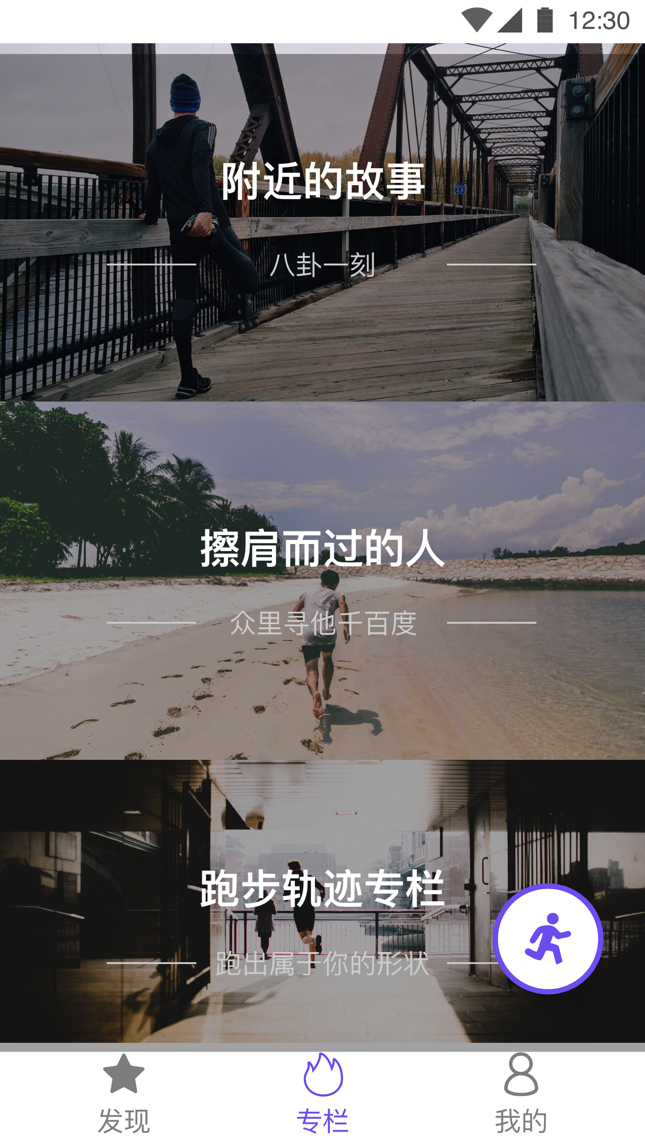 12:30
附近的故事
八卦一刻
擦肩而过的人
众里寻他千百度
跑步轨迹专栏
跑出属于你的形状
发现
专栏
我的